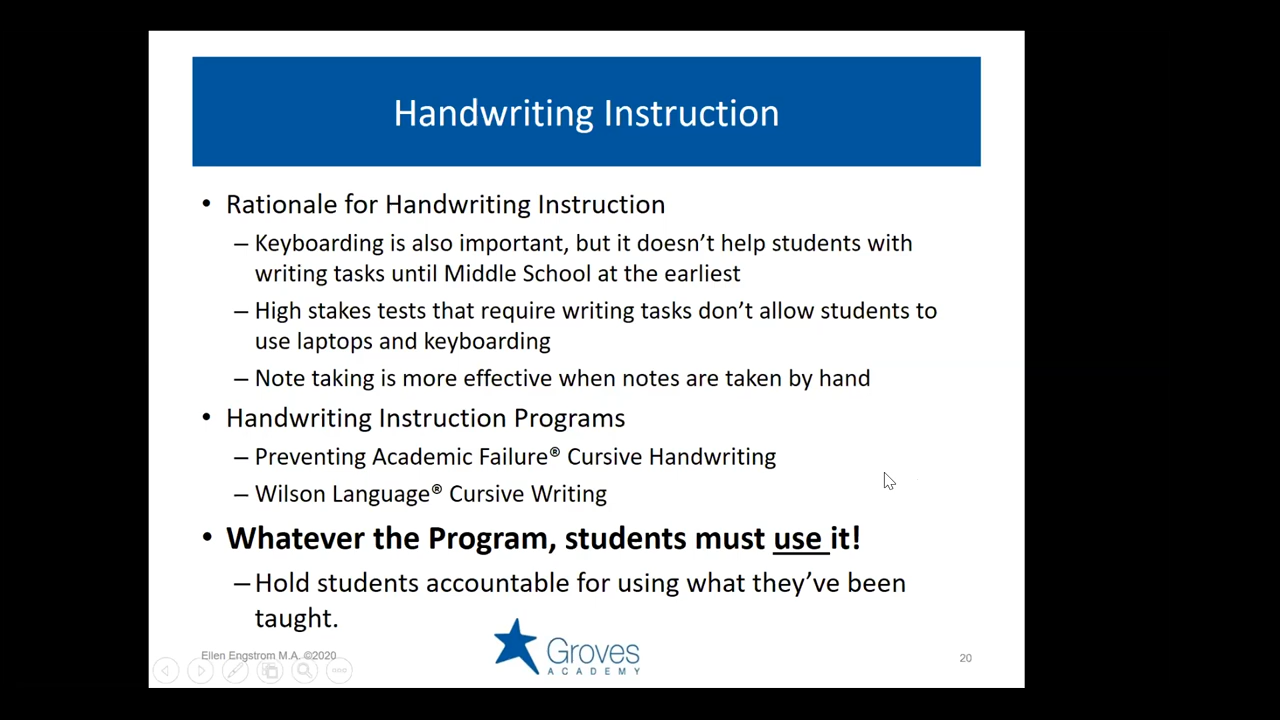 Handwriting Instruction
• Rationale for Handwriting Instruction
– Keyboarding is also important, but it doesn’t help students with
writing tasks until Middle School at the earliest
– High stakes tests that require writing tasks don’t allow students to
use laptops and keyboarding
– Note taking is more effective when notes are taken by hand
• Handwriting Instruction Programs
– Preventing Academic Failure® Cursive Handwriting
– Wilson Language® Cursive Writing
• Whatever the Program, students must use it!
– Hold students accountable for using what they’ve been
taught.
Ellen Engstrom M.A. ©2020
Groves
ACADEMY
20